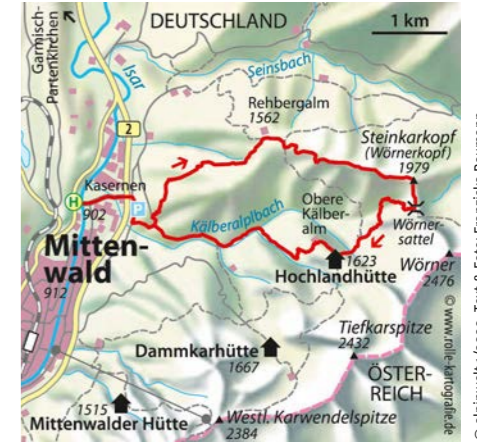 DEUTSCHLAND
1 km
Garmisch-
Partenkirchen
Isar
Seinsbach
2
Rehbergalm
1562
Steinkarkopf
(Wörnerkopf)
1979
Kasernen
H
902
P
Kälberalplbach
Obere
Kälber-
alm
Wörner-
sattel
Mitten-
wald
912
1623
Hochlandhütte
Wörner
2476
Tiefkarspitze
2432
Dammkarhütte
1667
ÖSTER-
REICH
1515
Mittenwalder Hütte
Westl. Karwendelspitze
2384
© www.rolle-kartografie.de